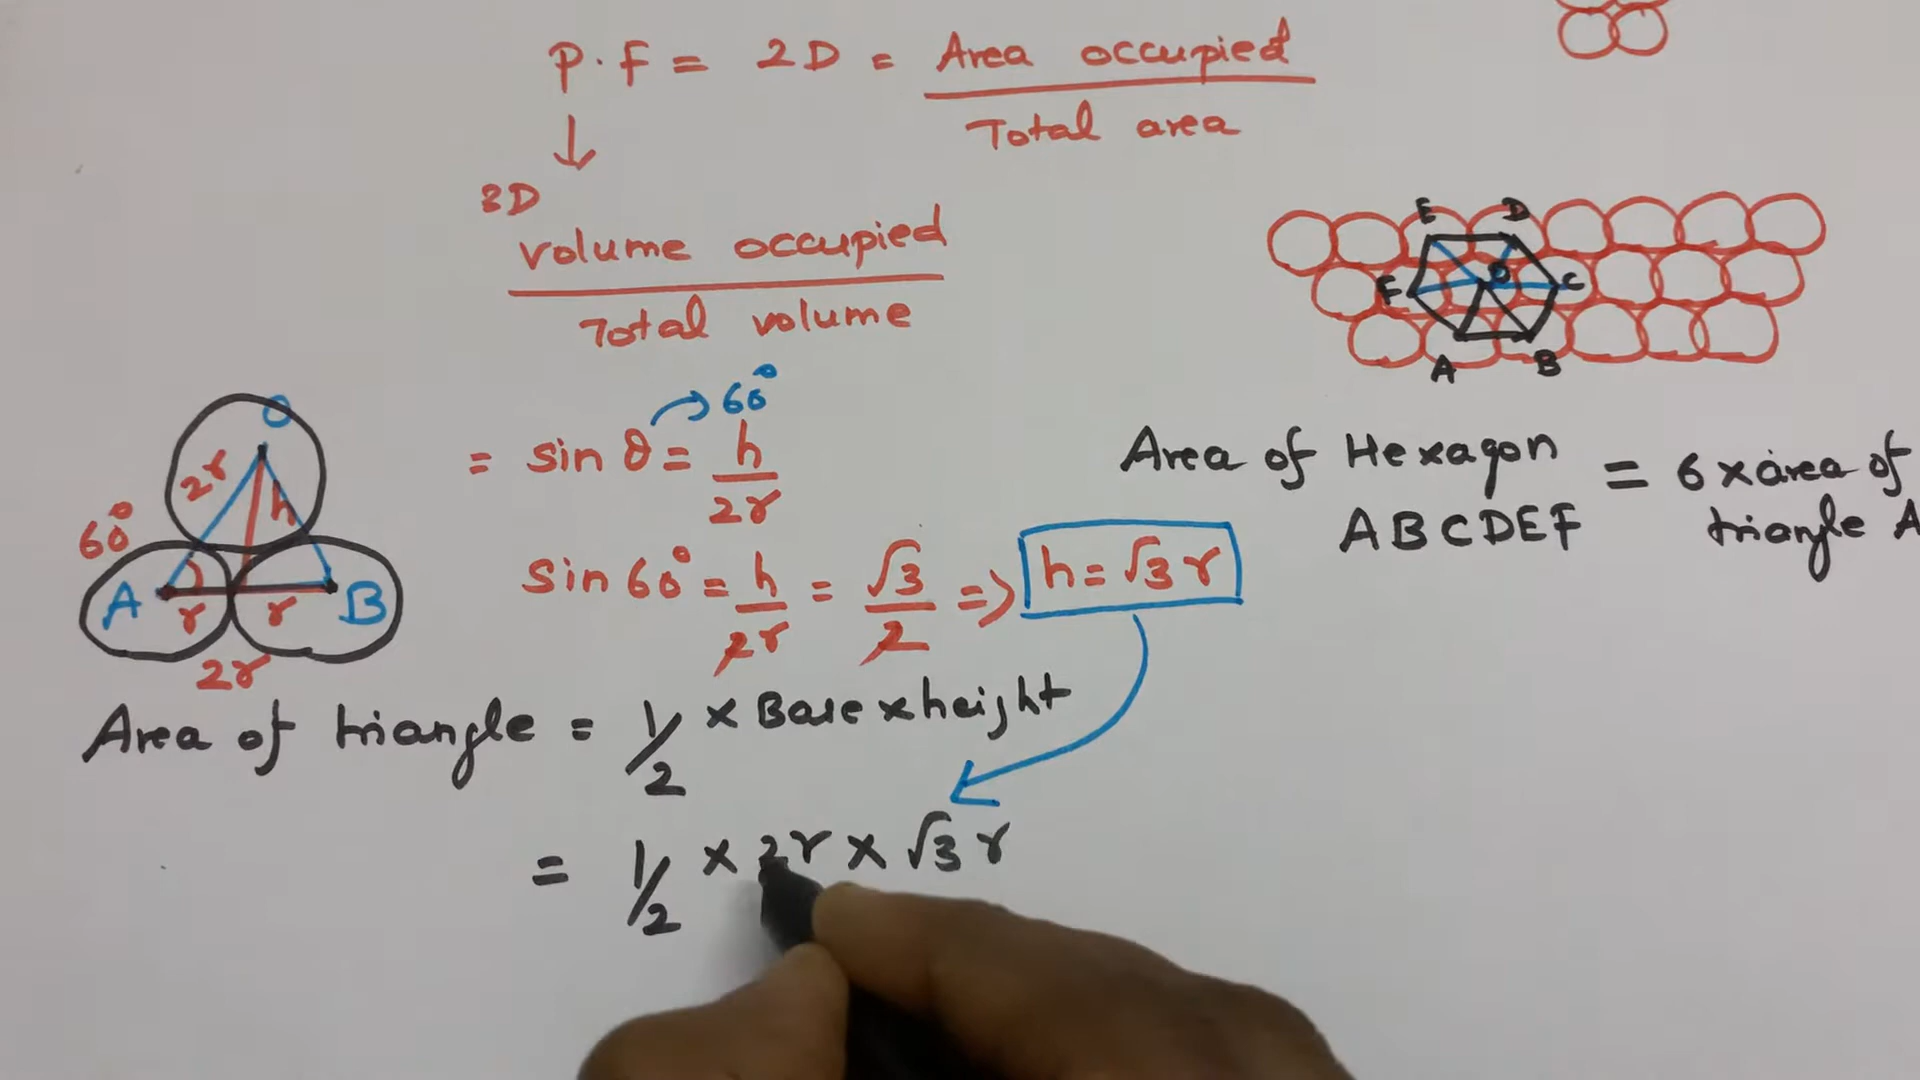 P.F = 2D = Area occupied / Total area
↓
3D
Volume occupied / Total volume
E D
F O C
A B
O
2r h
60°
A r r B
2r
60°
= sin θ = h / 2r
sin 60° = h / 2r = √3 / 2 => h = √3 r
Area of Hexagon ABCDEF = 6 x area of triangle A
Area of triangle = 1/2 x Base x height
= 1/2 x 2r x √3 r